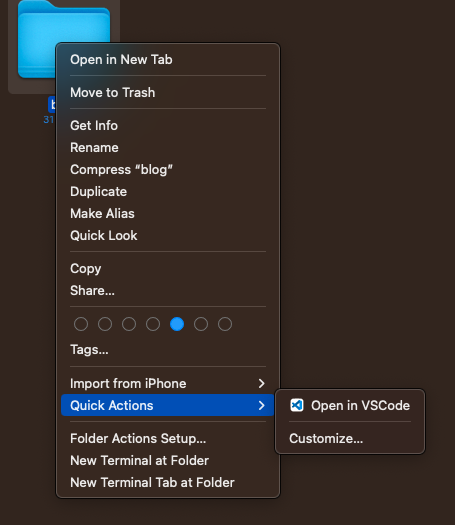 Open in New Tab
Move to Trash
Get Info
Rename
Compress “blog”
Duplicate
Make Alias
Quick Look
Copy
Share...
Tags...
Import from iPhone
Quick Actions
Open in VSCode
Customize...
Folder Actions Setup...
New Terminal at Folder
New Terminal Tab at Folder